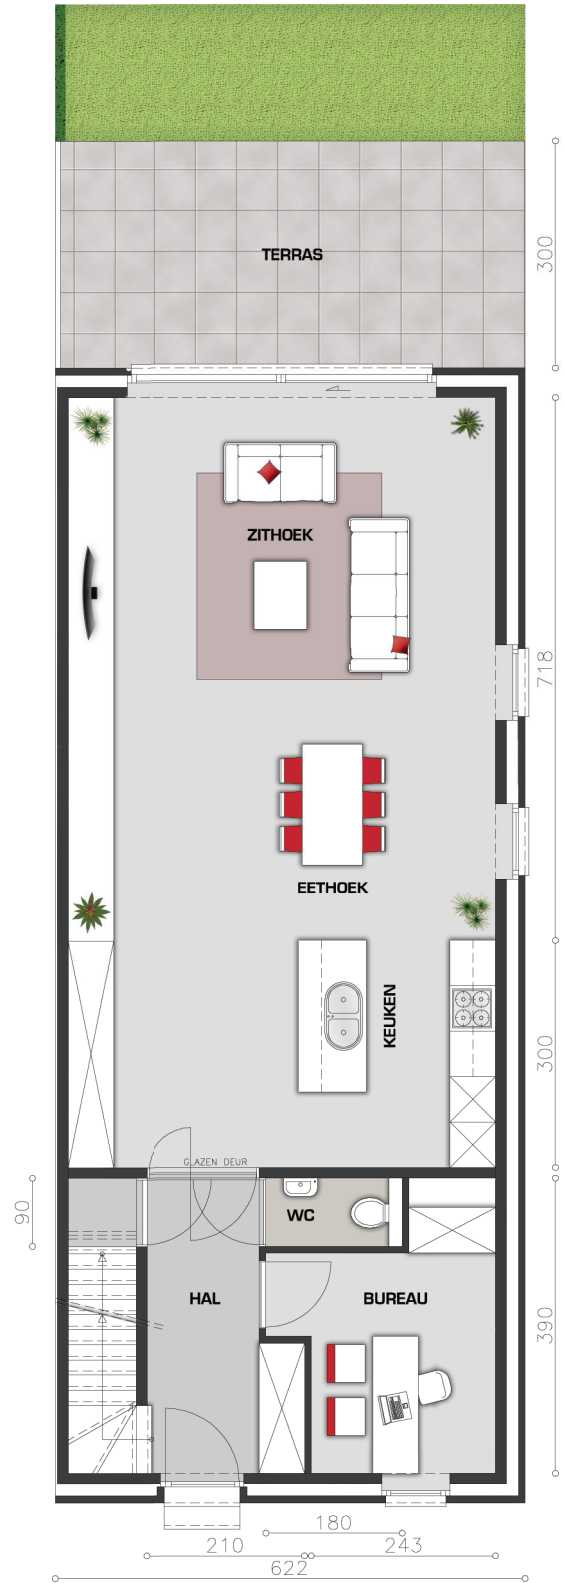 TERRAS
300
ZITHOEK
718
EETHOEK
KEUKEN
300
GLAZEN DEUR
90
WC
HAL
BUREAU
390
180
210
243
622